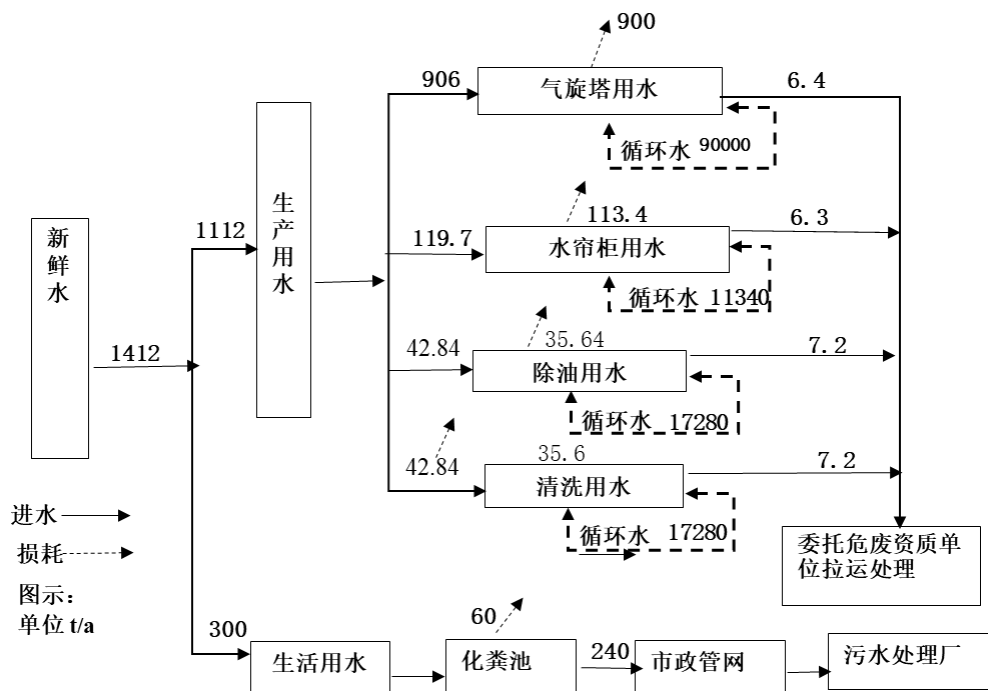 900
906
气旋塔用水
6.4
循环水 90000
新鲜水
1112
生产用水
113.4
119.7
水帘柜用水
6.3
循环水 11340
1412
35.64
42.84
除油用水
7.2
循环水 17280
35.6
42.84
清洗用水
7.2
循环水 17280
进水
损耗
图示：
单位 t/a
委托危废资质单
位拉运处理
300
生活用水
60
化粪池
240
市政管网
污水处理厂